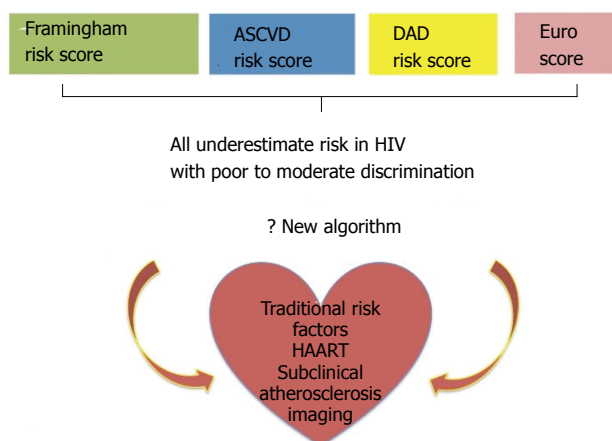 Framingham
risk score
ASCVD
risk score
DAD
risk score
Euro
score
All underestimate risk in HIV
with poor to moderate discrimination
? New algorithm
Traditional risk
factors
HAART
Subclinical
atherosclerosis
imaging